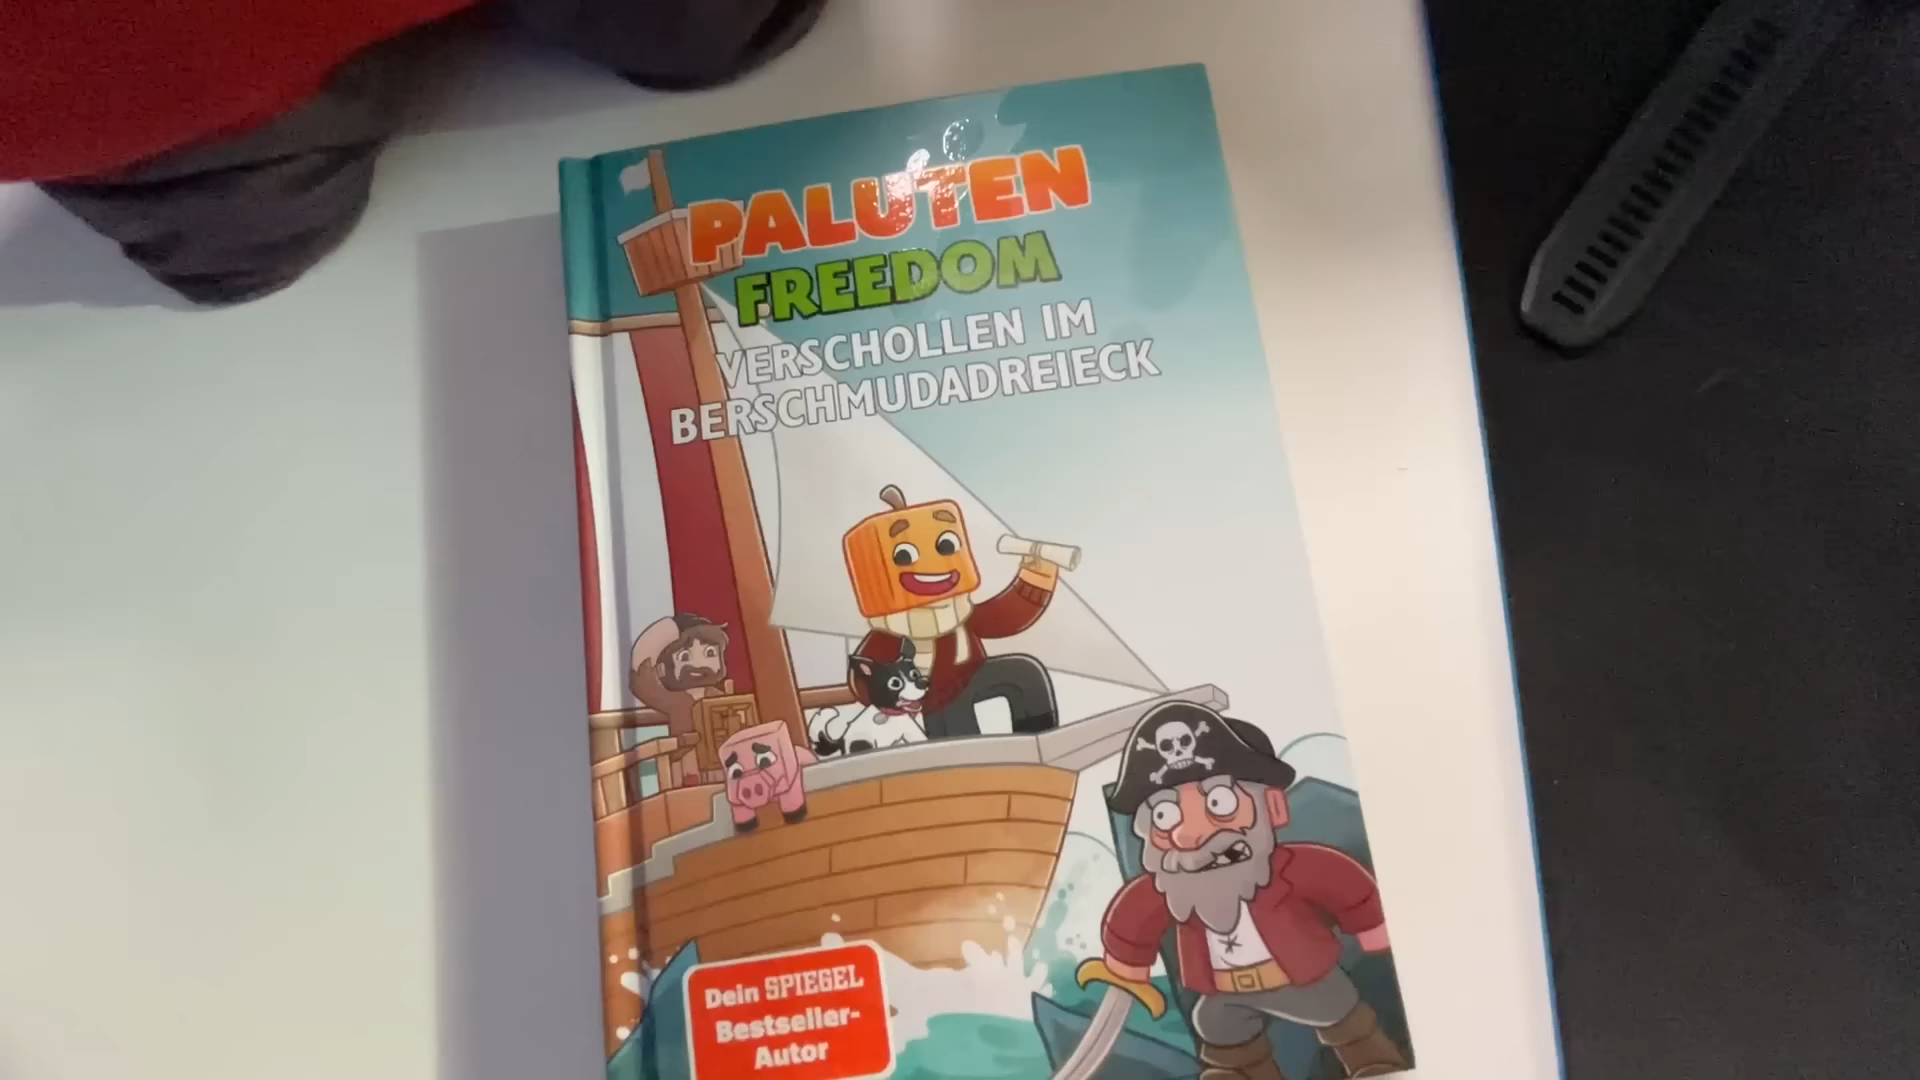 PALUTEN
FREEDOM
VERSCHOLLEN IM
BERSCHMUDADREIECK
Dein SPIEGEL
Bestseller-
Autor